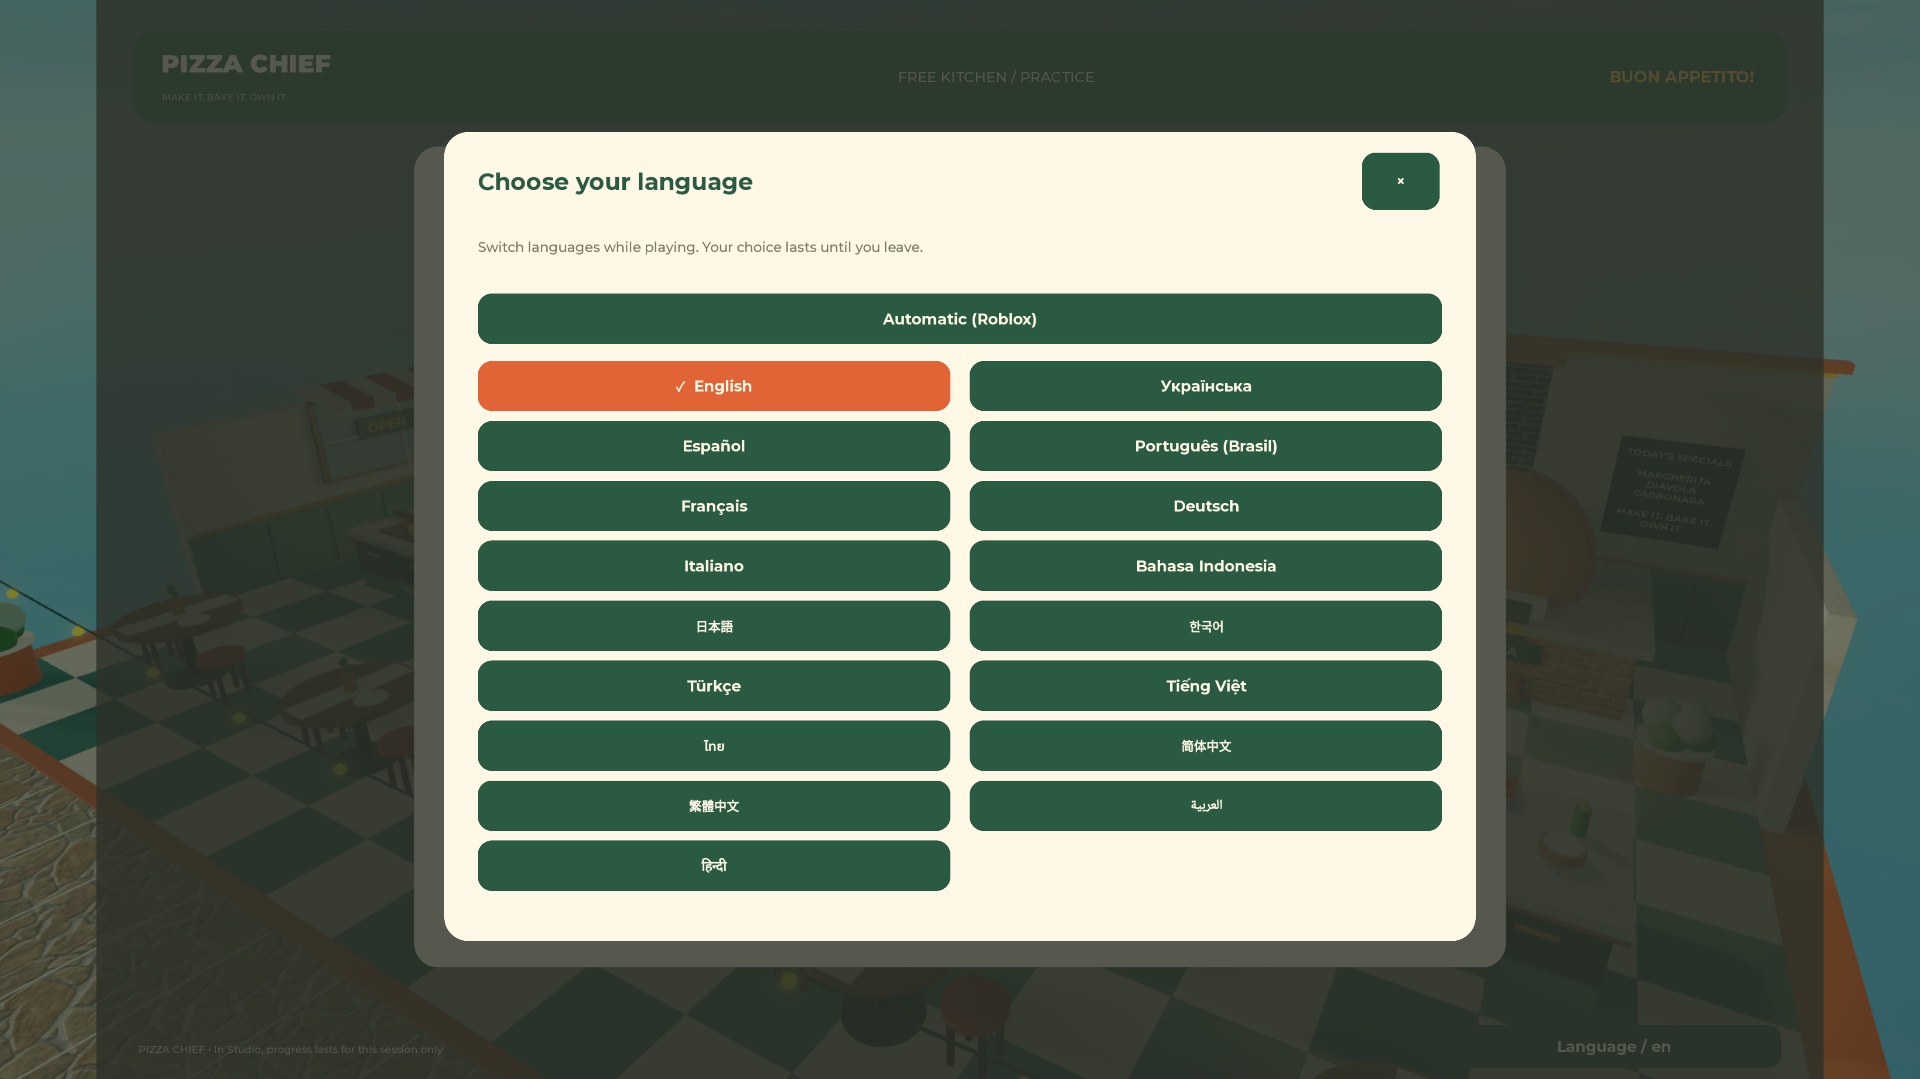 PIZZA CHIEF
MAKE IT. BAKE IT. OWN IT.
FREE KITCHEN / PRACTICE
BUON APPETITO!
Choose your language
×
Switch languages while playing. Your choice lasts until you leave.
Automatic (Roblox)
✓ English
Українська
Español
Português (Brasil)
Français
Deutsch
Italiano
Bahasa Indonesia
日本語
한국어
Türkçe
Tiếng Việt
ไทย
简体中文
繁體中文
العربية
हिन्दी
OPEN
TODAY'S SPECIALS
MARGHERITA
DIAVOLA
CARBONARA
MAKE IT. BAKE IT.
OWN IT.
PIZZA CHIEF • In Studio, progress lasts for this session only
Language / en